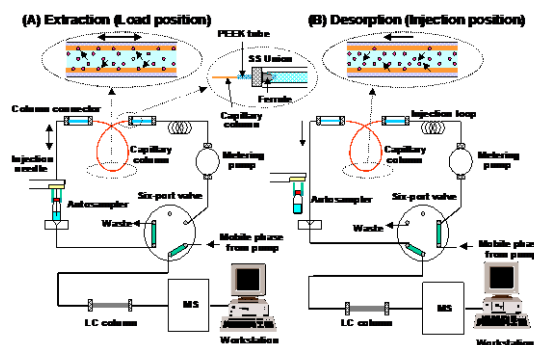 (A) Extraction (Load position)
PEEK tube
SS Union
Ferrule
Capillary
column
Column connector
Injection
needle
Capillary
column
Metering
pump
Autosampler
Six-port valve
Waste
Mobile phase
from pump
LC column
MS
Workstation
(B) Desorption (Injection position)
Injection loop
Capillary
column
Metering
pump
Autosampler
Six-port valve
Waste
Mobile phase
from pump
LC column
MS
Workstation